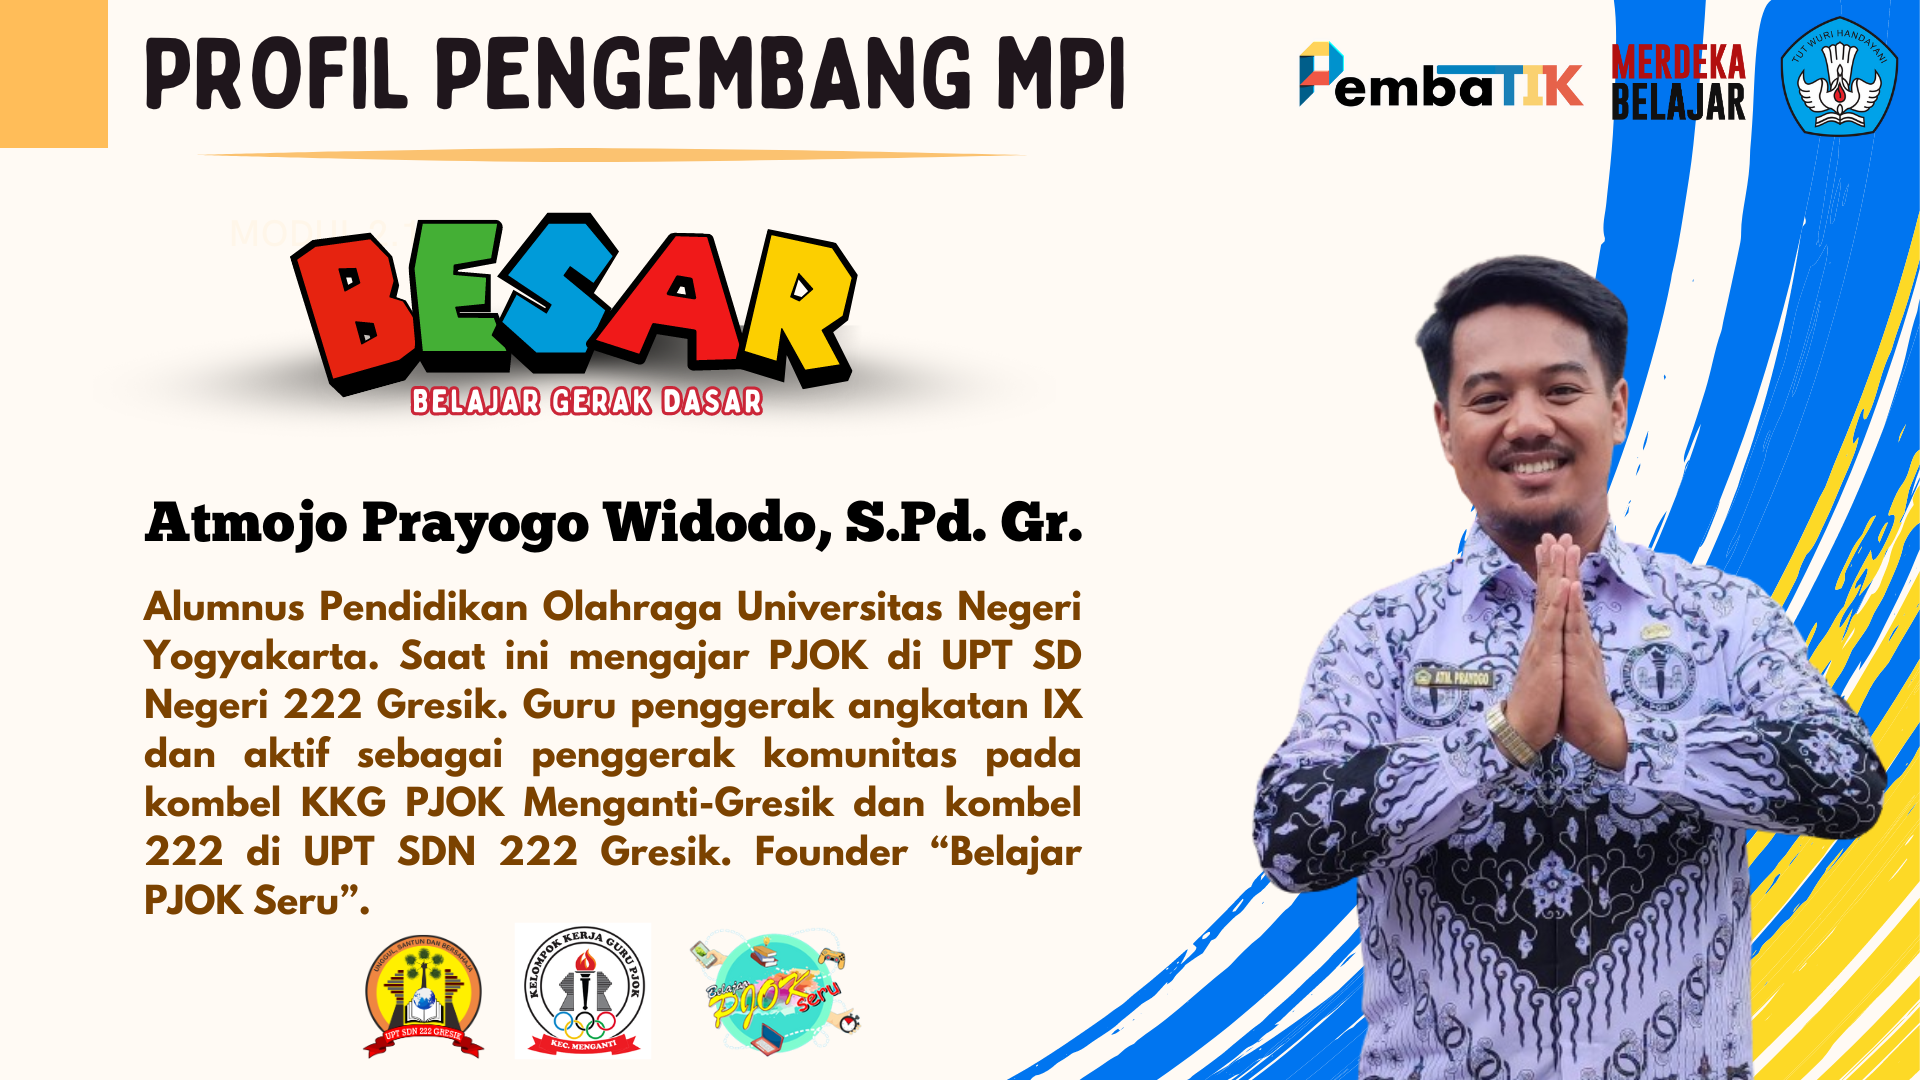 PROFIL PENGEMBANG MPI
PembaTIK
MERDEKA
BELAJAR
TUT WURI HANDAYANI
BESAR
BELAJAR GERAK DASAR
Atmojo Prayogo Widodo, S.Pd. Gr.
Alumnus Pendidikan Olahraga Universitas Negeri
Yogyakarta. Saat ini mengajar PJOK di UPT SD
Negeri 222 Gresik. Guru penggerak angkatan IX
dan aktif sebagai penggerak komunitas pada
kombel KKG PJOK Menganti-Gresik dan kombel
222 di UPT SDN 222 Gresik. Founder “Belajar
PJOK Seru”.
ATM. PRAYOGO
UNGGUL, SANTUN DAN BERSAHAJA
UPT SDN 222 GRESIK
KELOMPOK KERJA GURU PJOK
KEC. MENGANTI
Belajar
PJOK
seru